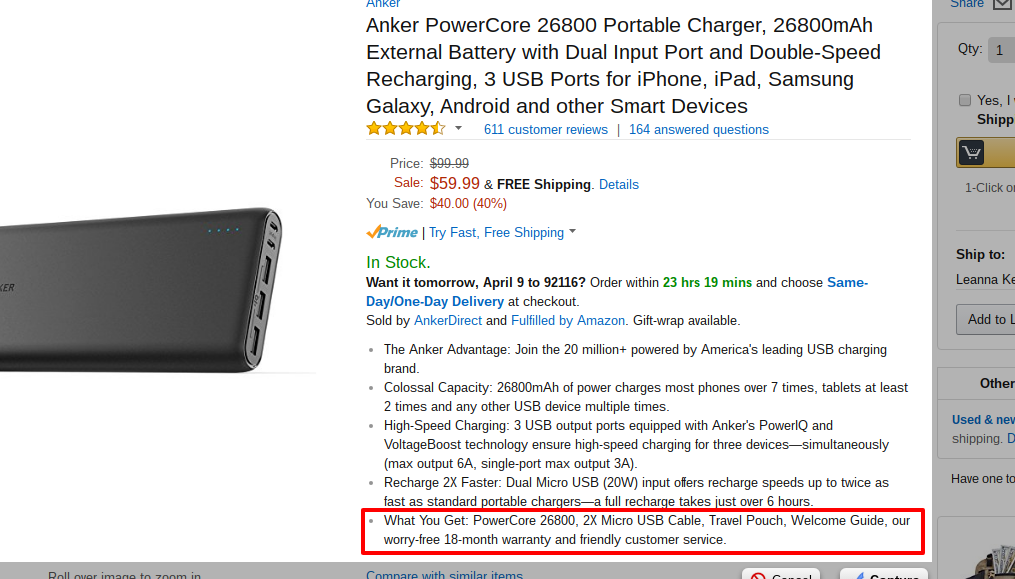 Anker
Share
Anker PowerCore 26800 Portable Charger, 26800mAh
External Battery with Dual Input Port and Double-Speed
Recharging, 3 USB Ports for iPhone, iPad, Samsung
Galaxy, Android and other Smart Devices
611 customer reviews | 164 answered questions
Price: $99.99
Sale: $59.99 & FREE Shipping. Details
You Save: $40.00 (40%)
Prime | Try Fast, Free Shipping
In Stock.
Want it tomorrow, April 9 to 92116? Order within 23 hrs 19 mins and choose Same-
Day/One-Day Delivery at checkout.
Sold by AnkerDirect and Fulfilled by Amazon. Gift-wrap available.
• The Anker Advantage: Join the 20 million+ powered by America's leading USB charging
brand.
• Colossal Capacity: 26800mAh of power charges most phones over 7 times, tablets at least
2 times and any other USB device multiple times.
• High-Speed Charging: 3 USB output ports equipped with Anker's PowerIQ and
VoltageBoost technology ensure high-speed charging for three devices—simultaneously
(max output 6A, single-port max output 3A).
• Recharge 2X Faster: Dual Micro USB (20W) input offers recharge speeds up to twice as
fast as standard portable chargers—a full recharge takes just over 6 hours.
• What You Get: PowerCore 26800, 2X Micro USB Cable, Travel Pouch, Welcome Guide, our
worry-free 18-month warranty and friendly customer service.
Compare with similar items
Roll over image to zoom in
KER
Qty: 1
Yes, I
Shipp
1-Click o
Ship to:
Leanna Ke
Add to L
Other
Used & new
shipping. D
Have one to
Cancel
Capture